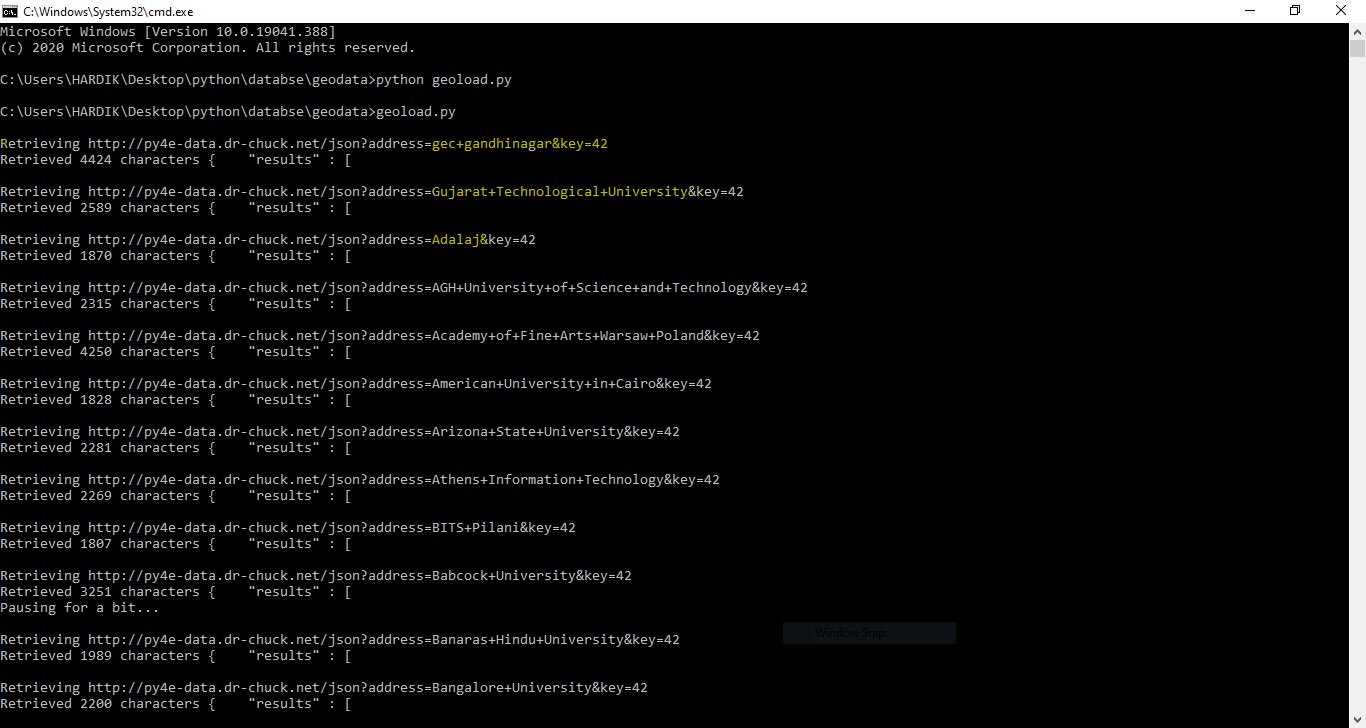 C:\Windows\System32\cmd.exe
Microsoft Windows [Version 10.0.19041.388]
(c) 2020 Microsoft Corporation. All rights reserved.
C:\Users\HARDIK\Desktop\python\databse\geodata>python geoload.py
C:\Users\HARDIK\Desktop\python\databse\geodata>geoload.py
Retrieving http://py4e-data.dr-chuck.net/json?address=gec+gandhinagar&key=42
Retrieved 4424 characters {    "results" : [
Retrieving http://py4e-data.dr-chuck.net/json?address=Gujarat+Technological+University&key=42
Retrieved 2589 characters {    "results" : [
Retrieving http://py4e-data.dr-chuck.net/json?address=Adalaj&key=42
Retrieved 1870 characters {    "results" : [
Retrieving http://py4e-data.dr-chuck.net/json?address=AGH+University+of+Science+and+Technology&key=42
Retrieved 2315 characters {    "results" : [
Retrieving http://py4e-data.dr-chuck.net/json?address=Academy+of+Fine+Arts+Warsaw+Poland&key=42
Retrieved 4250 characters {    "results" : [
Retrieving http://py4e-data.dr-chuck.net/json?address=American+University+in+Cairo&key=42
Retrieved 1828 characters {    "results" : [
Retrieving http://py4e-data.dr-chuck.net/json?address=Arizona+State+University&key=42
Retrieved 2281 characters {    "results" : [
Retrieving http://py4e-data.dr-chuck.net/json?address=Athens+Information+Technology&key=42
Retrieved 2269 characters {    "results" : [
Retrieving http://py4e-data.dr-chuck.net/json?address=BITS+Pilani&key=42
Retrieved 1807 characters {    "results" : [
Retrieving http://py4e-data.dr-chuck.net/json?address=Babcock+University&key=42
Retrieved 3251 characters {    "results" : [
Pausing for a bit...
Window Snip
Retrieving http://py4e-data.dr-chuck.net/json?address=Banaras+Hindu+University&key=42
Retrieved 1989 characters {    "results" : [
Retrieving http://py4e-data.dr-chuck.net/json?address=Bangalore+University&key=42
Retrieved 2200 characters {    "results" : [